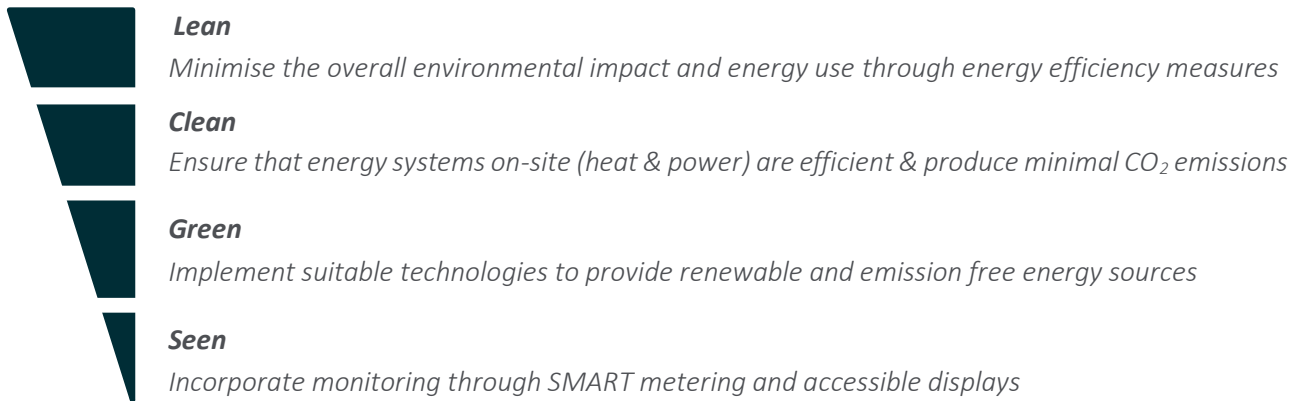 Lean
Minimise the overall environmental impact and energy use through energy efficiency measures
Clean
Ensure that energy systems on-site (heat & power) are efficient & produce minimal CO₂ emissions
Green
Implement suitable technologies to provide renewable and emission free energy sources
Seen
Incorporate monitoring through SMART metering and accessible displays